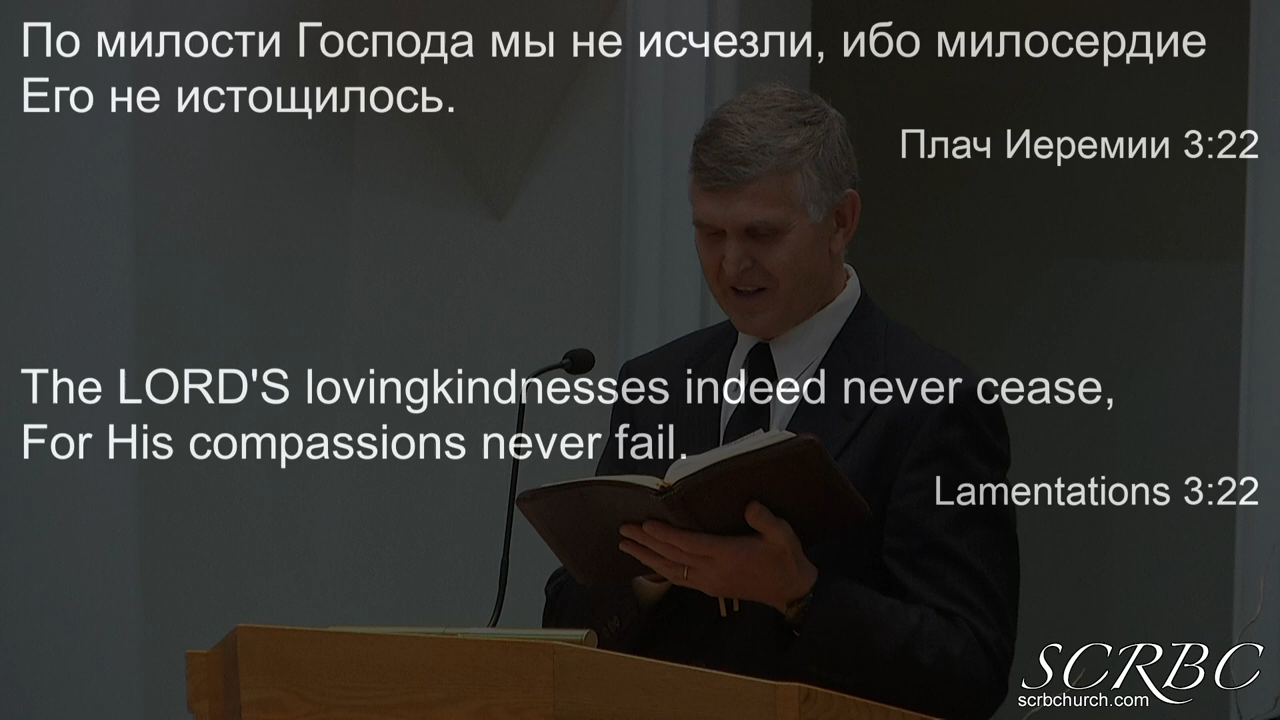 По милости Господа мы не исчезли, ибо милосердие
Его не истощилось.
Плач Иеремии 3:22
The LORD'S lovingkindnesses indeed never cease,
For His compassions never fail.
Lamentations 3:22
SCRBC
scrbchurch.com